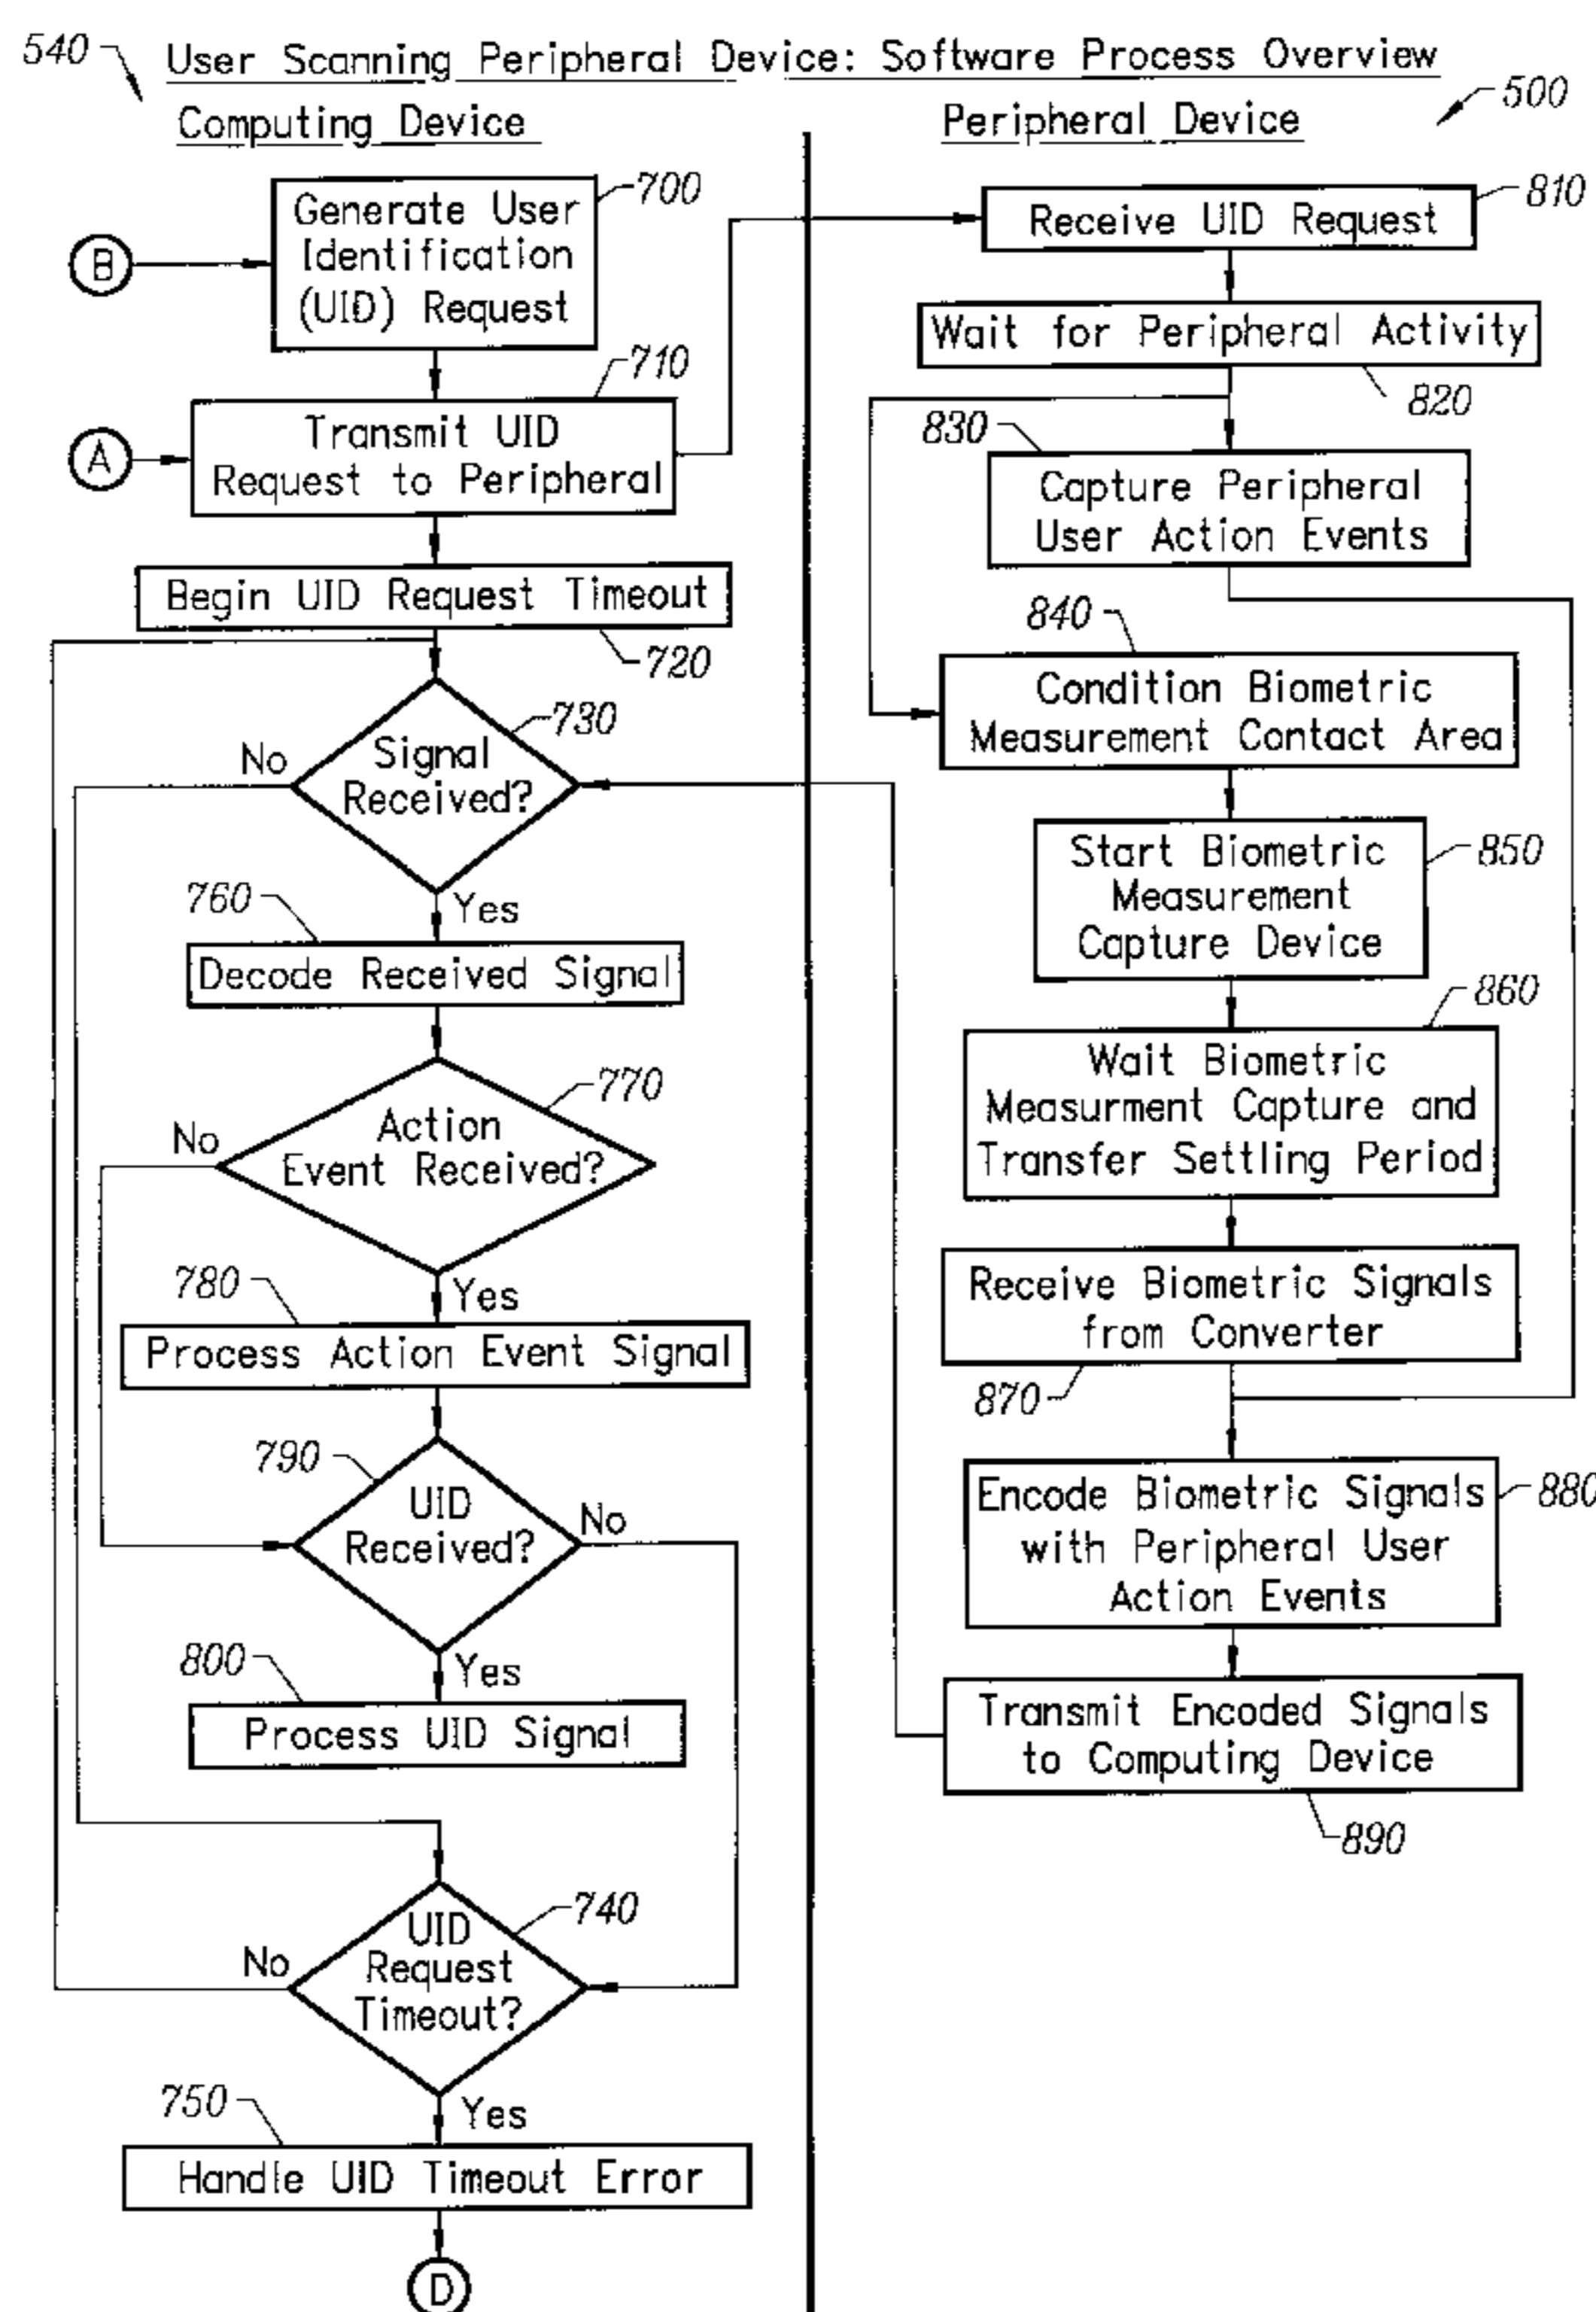 540
User Scanning Peripheral Device: Software Process Overview
Computing Device
B
Generate User
Identification
(UID) Request
700
A
Transmit UID
Request to Peripheral
710
Begin UID Request Timeout
720
Signal
Received?
730
No
Yes
760
Decode Received Signal
Action
Event Received?
770
No
Yes
780
Process Action Event Signal
790
UID
Received?
No
Yes
800
Process UID Signal
UID
Request
Timeout?
740
No
Yes
750
Handle UID Timeout Error
D
Peripheral Device
500
Receive UID Request
810
Wait for Peripheral Activity
820
830
Capture Peripheral
User Action Events
840
Condition Biometric
Measurement Contact Area
Start Biometric
Measurement
Capture Device
850
860
Wait Biometric
Measurment Capture and
Transfer Settling Period
Receive Biometric Signals
from Converter
870
Encode Biometric Signals
with Peripheral User
Action Events
880
Transmit Encoded Signals
to Computing Device
890